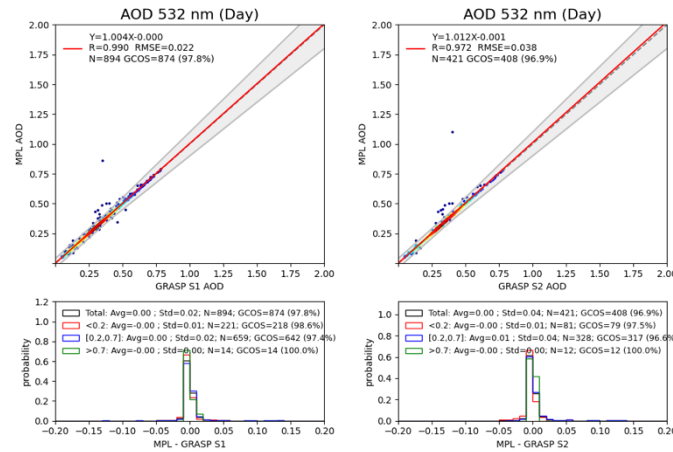 AOD 532 nm (Day)
Y=1.004X-0.000
R=0.990 RMSE=0.022
N=894 GCOS=874 (97.8%)
2.00
1.75
1.50
1.25
1.00
0.75
0.50
0.25
MPL AOD
0.25 0.50 0.75 1.00 1.25 1.50 1.75 2.00
GRASP S1 AOD
AOD 532 nm (Day)
Y=1.012X-0.001
R=0.972 RMSE=0.038
N=421 GCOS=408 (96.9%)
2.00
1.75
1.50
1.25
1.00
0.75
0.50
0.25
MPL AOD
0.25 0.50 0.75 1.00 1.25 1.50 1.75 2.00
GRASP S2 AOD
Total: Avg=0.00 ; Std=0.02; N=894; GCOS=874 (97.8%)
<0.2: Avg=-0.00 ; Std=0.01; N=221; GCOS=218 (98.6%)
[0.2,0.7]: Avg=0.00 ; Std=0.02; N=659; GCOS=642 (97.4%)
>0.7: Avg=-0.00 ; Std=0.00; N=14; GCOS=14 (100.0%)
1.2
1.0
0.8
0.6
0.4
0.2
0.0
probability
−0.20 −0.15 −0.10 −0.05 0.00 0.05 0.10 0.15 0.20
MPL - GRASP S1
Total: Avg=0.00 ; Std=0.04; N=421; GCOS=408 (96.9%)
<0.2: Avg=-0.00 ; Std=0.01; N=81; GCOS=79 (97.5%)
[0.2,0.7]: Avg=0.01 ; Std=0.04; N=328; GCOS=317 (96.6%
>0.7: Avg=-0.00 ; Std=0.00; N=12; GCOS=12 (100.0%)
1.0
0.8
0.6
0.4
0.2
0.0
probability
−0.20 −0.15 −0.10 −0.05 0.00 0.05 0.10 0.15 0.20
MPL - GRASP S2